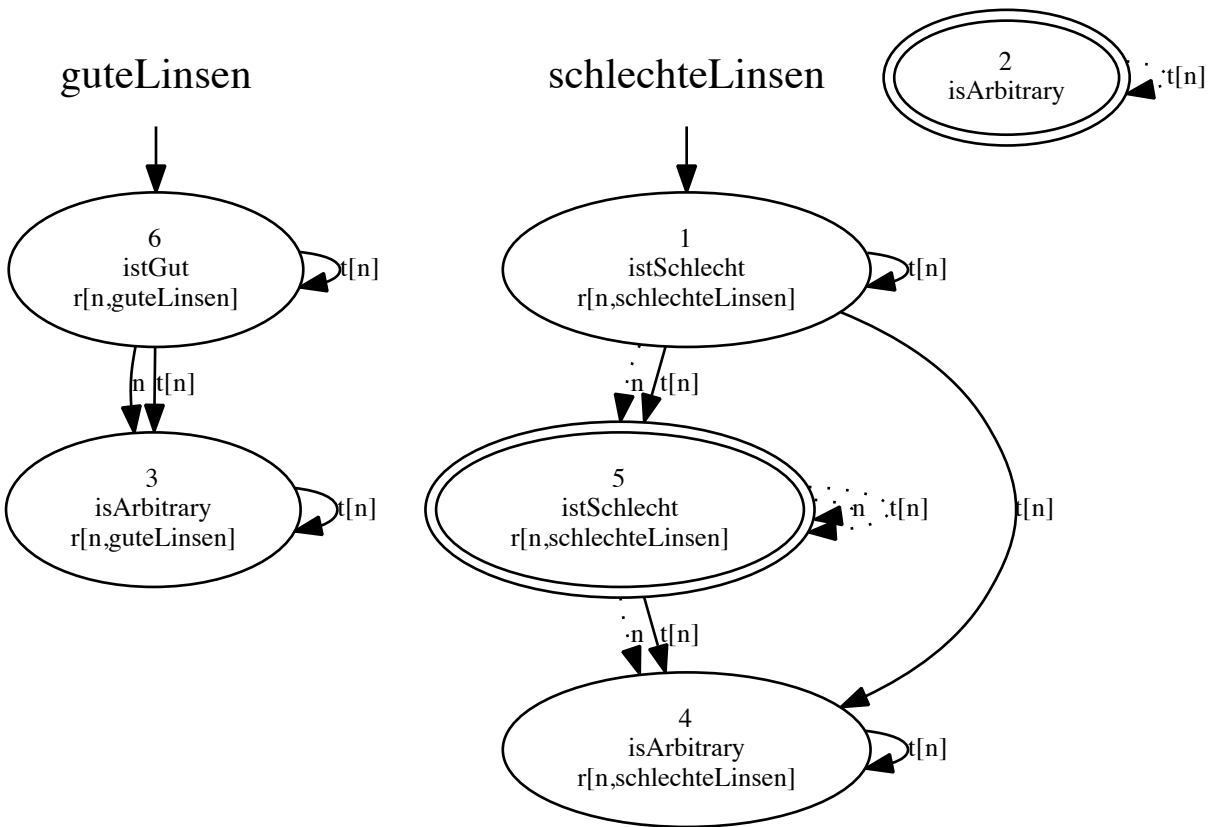 guteLinsen
schlechteLinsen
2
isArbitrary
t[n]
6
istGut
r[n,guteLinsen]
t[n]
1
istSchlecht
r[n,schlechteLinsen]
t[n]
n
t[n]
n
t[n]
t[n]
3
isArbitrary
r[n,guteLinsen]
t[n]
5
istSchlecht
r[n,schlechteLinsen]
n
t[n]
n
t[n]
4
isArbitrary
r[n,schlechteLinsen]
t[n]